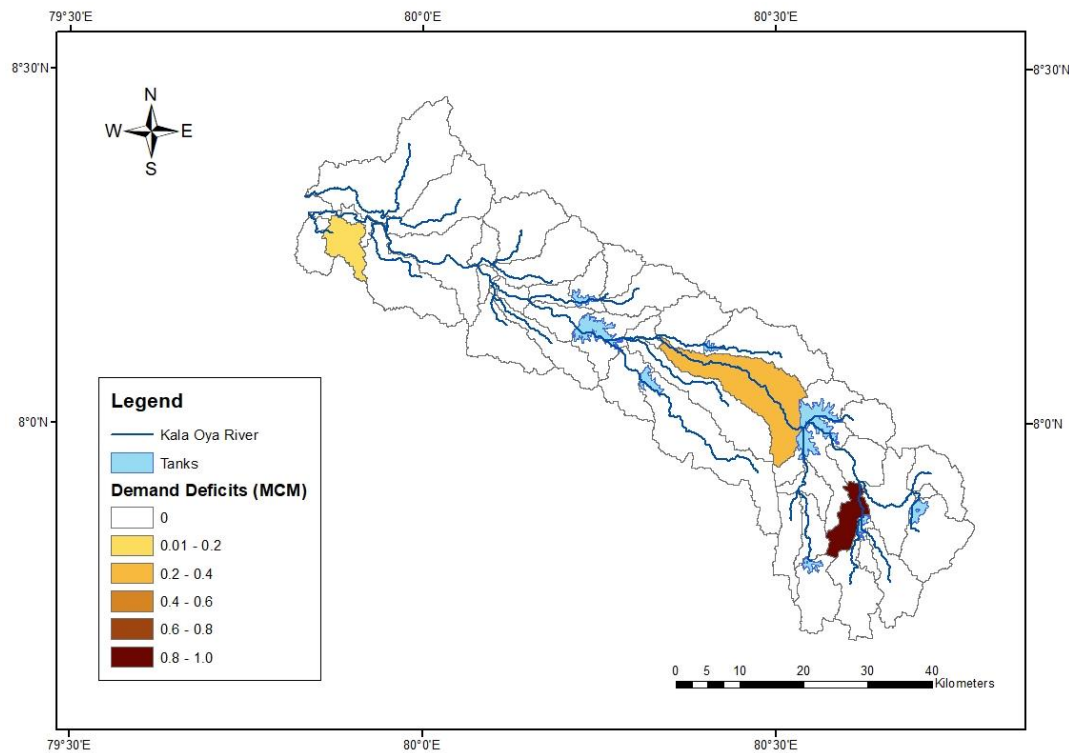 79°30'E
80°0'E
80°30'E
8°30'N
8°30'N
N
W
E
S
8°0'N
8°0'N
Legend
Kala Oya River
Tanks
Demand Deficits (MCM)
0
0.01 - 0.2
0.2 - 0.4
0.4 - 0.6
0.6 - 0.8
0.8 - 1.0
0 5 10 20 30 40
Kilometers
79°30'E
80°0'E
80°30'E